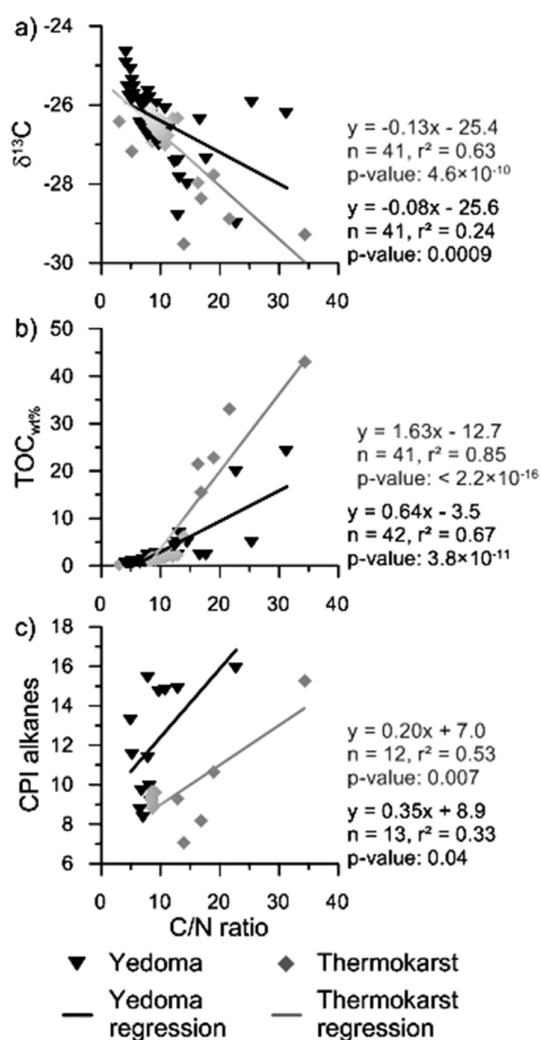 a)
-24
-26
-28
-30
δ¹³C
0 10 20 30 40
y = -0.13x - 25.4
n = 41, r² = 0.63
p-value: 4.6×10⁻¹⁰
y = -0.08x - 25.6
n = 41, r² = 0.24
p-value: 0.0009
b)
50
40
30
20
10
0
TOCwt%
0 10 20 30 40
y = 1.63x - 12.7
n = 41, r² = 0.85
p-value: < 2.2×10⁻¹⁶
y = 0.64x - 3.5
n = 42, r² = 0.67
p-value: 3.8×10⁻¹¹
c)
18
16
14
12
10
8
6
CPI alkanes
0 10 20 30 40
C/N ratio
y = 0.20x + 7.0
n = 12, r² = 0.53
p-value: 0.007
y = 0.35x + 8.9
n = 13, r² = 0.33
p-value: 0.04
Yedoma Thermokarst
Yedoma Thermokarst
regression regression